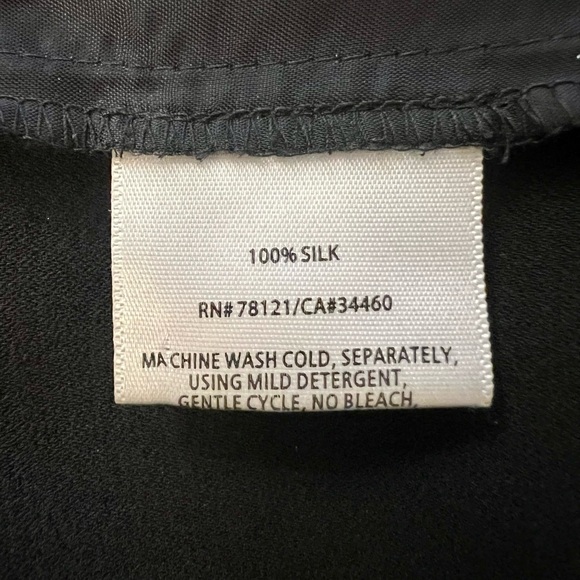 100% SILK
RN# 78121/CA#34460
MACHINE WASH COLD, SEPARATELY,
USING MILD DETERGENT,
GENTLE CYCLE, NO BLEACH,